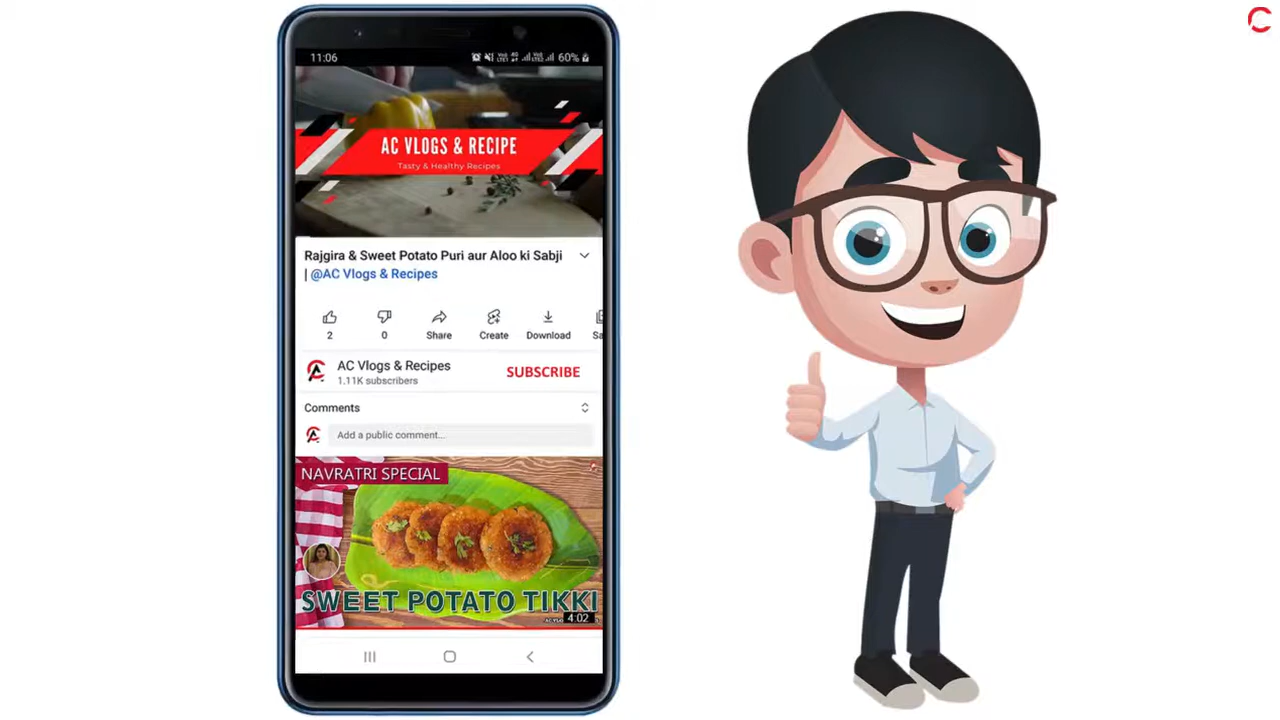 11:06
60%
AC VLOGS & RECIPE
Tasty & Healthy Recipes
Rajgira & Sweet Potato Puri aur Aloo ki Sabji
| @AC Vlogs & Recipes
2
0
Share
Create
Download
AC Vlogs & Recipes
1.11K subscribers
SUBSCRIBE
Comments
Add a public comment...
NAVRATRI SPECIAL
SWEET POTATO TIKKI
4:02